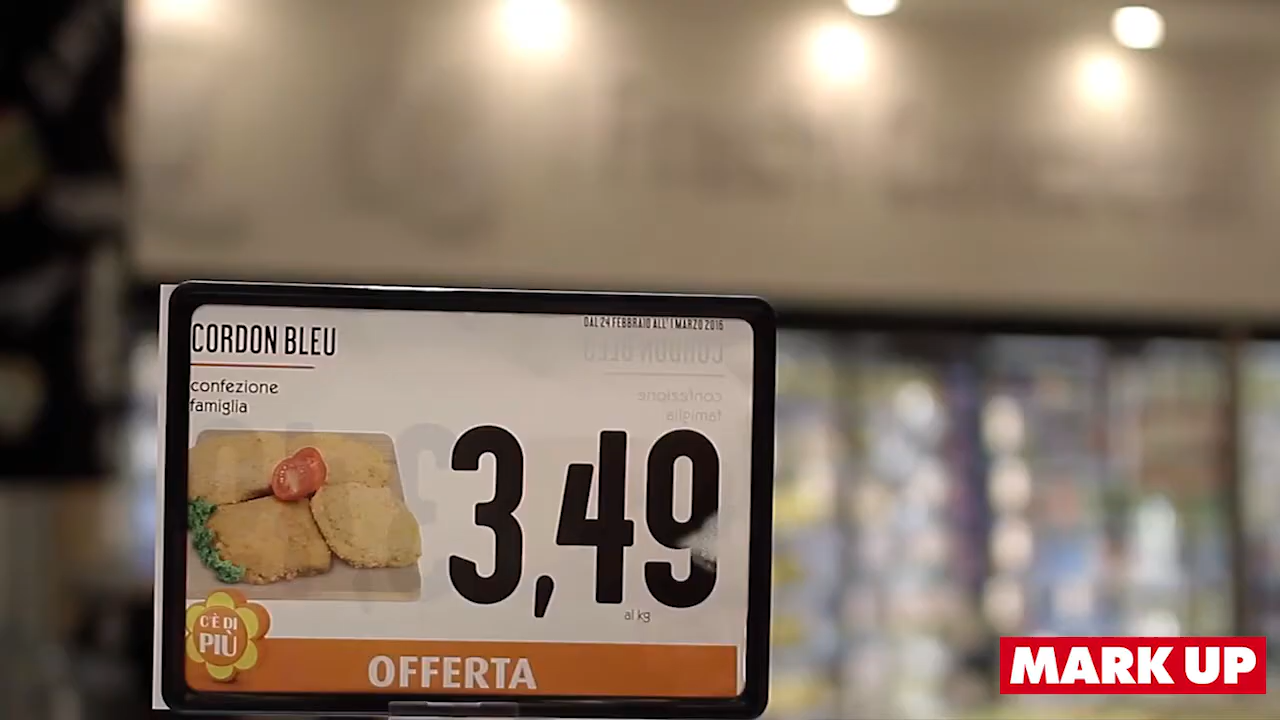 DAL 24 FEBBRAIO ALL'1 MARZO 2016
CORDON BLEU
confezione
famiglia
3,49
al kg
C'È DI
PIÙ
OFFERTA
MARK UP